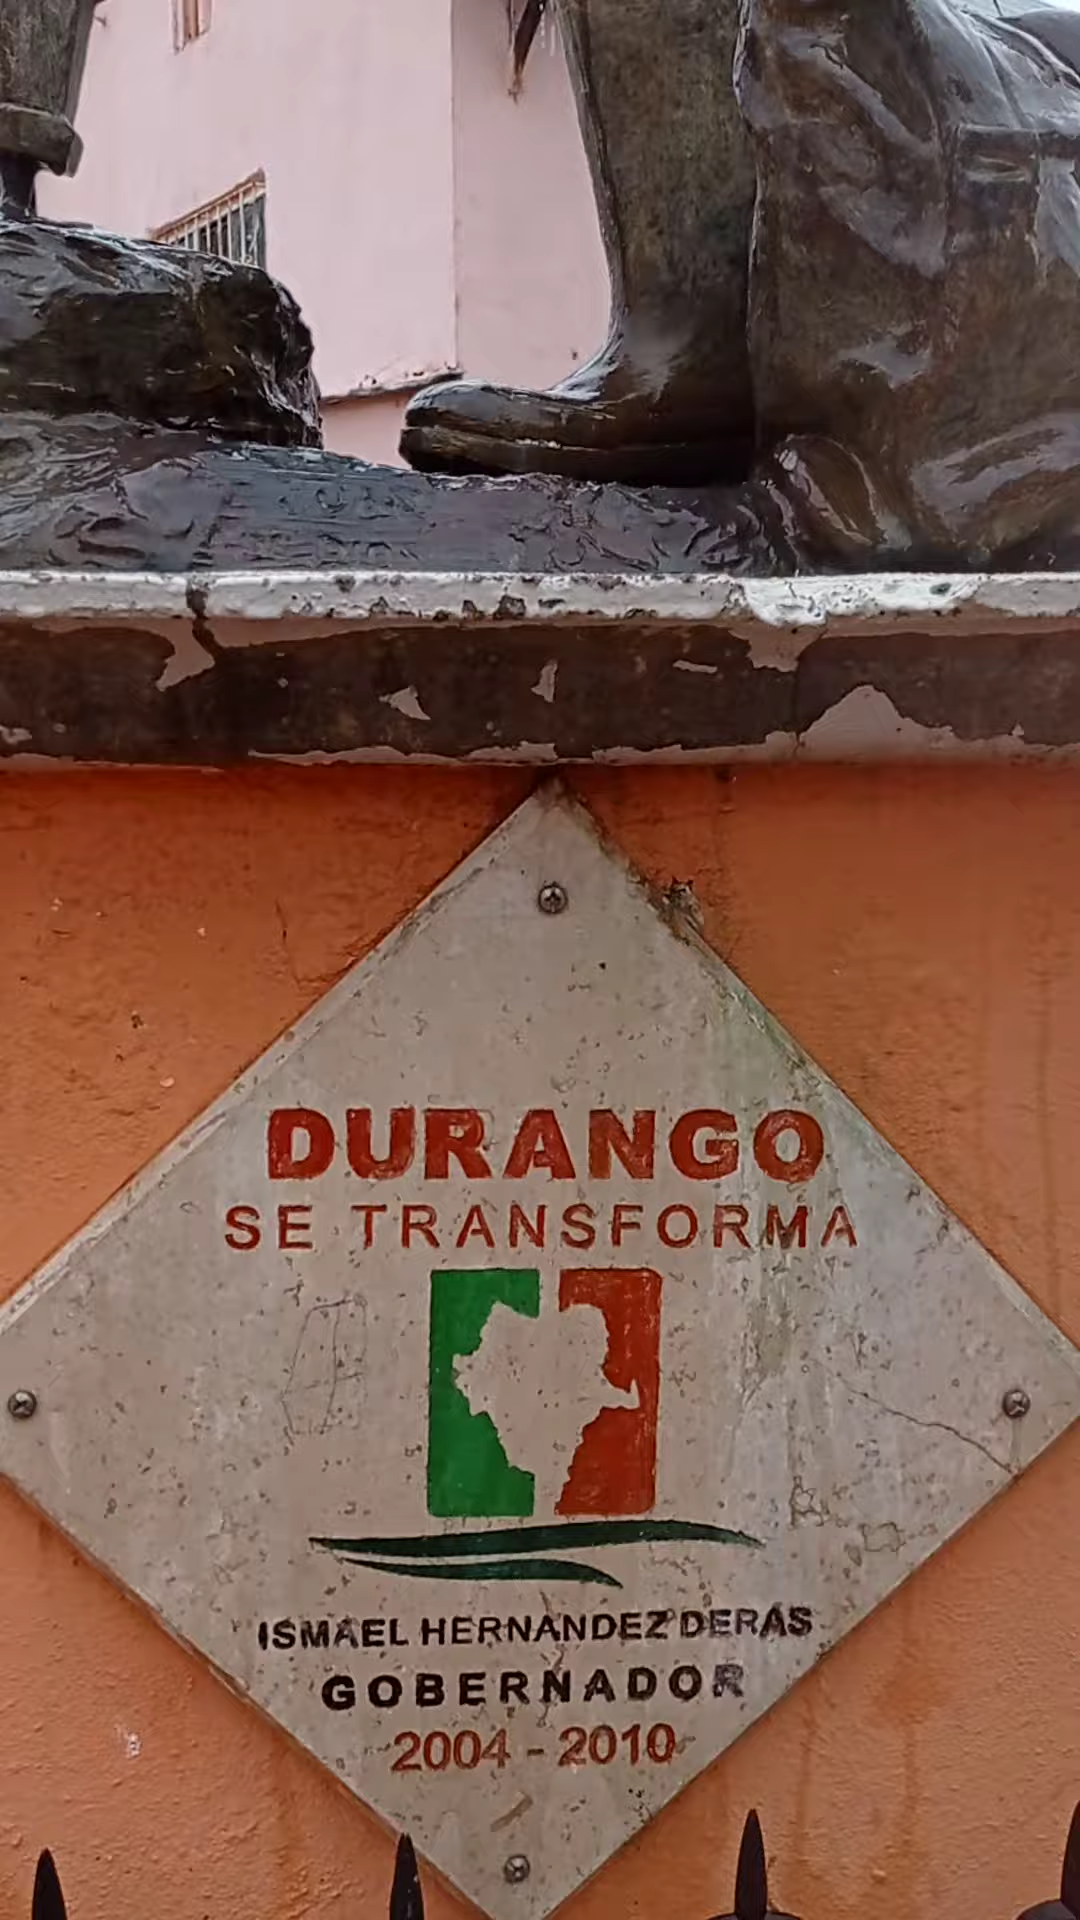 DURANGO
SE TRANSFORMA
ISMAEL HERNANDEZ DERAS
GOBERNADOR
2004 - 2010